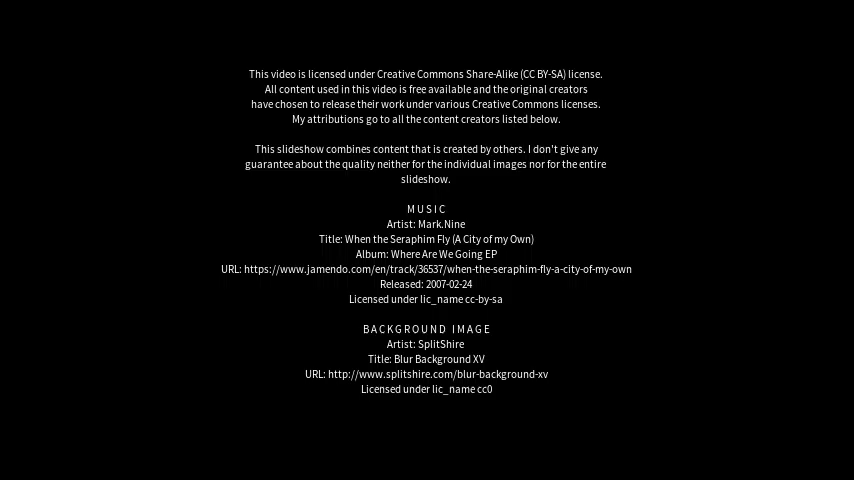 This video is licensed under Creative Commons Share-Alike (CC BY-SA) license.
All content used in this video is free available and the original creators
have chosen to release their work under various Creative Commons licenses.
My attributions go to all the content creators listed below.
This slideshow combines content that is created by others. I don't give any
guarantee about the quality neither for the individual images nor for the entire
slideshow.
MUSIC
Artist: Mark.Nine
Title: When the Seraphim Fly (A City of my Own)
Album: Where Are We Going EP
URL: https://www.jamendo.com/en/track/36537/when-the-seraphim-fly-a-city-of-my-own
Released: 2007-02-24
Licensed under lic_name cc-by-sa
BACKGROUND IMAGE
Artist: SplitShire
Title: Blur Background XV
URL: http://www.splitshire.com/blur-background-xv
Licensed under lic_name cc0